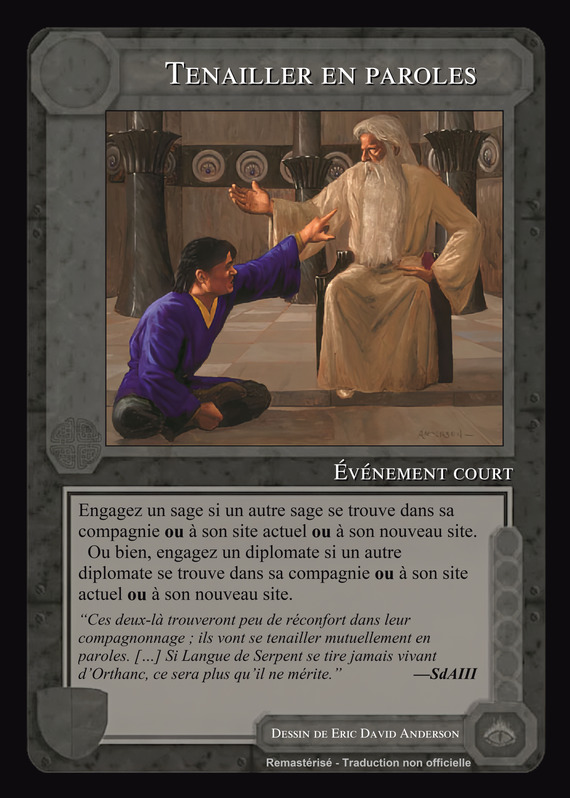 Tenailler en paroles
Événement court
Engagez un sage si un autre sage se trouve dans sa
compagnie ou à son site actuel ou à son nouveau site.
Ou bien, engagez un diplomate si un autre
diplomate se trouve dans sa compagnie ou à son site
actuel ou à son nouveau site.
“Ces deux-là trouveront peu de réconfort dans leur
compagnonnage ; ils vont se tenailler mutuellement en
paroles. […] Si Langue de Serpent se tire jamais vivant
d’Orthanc, ce sera plus qu’il ne mérite.” —SdAIII
Dessin de Eric David Anderson
Remastérisé - Traduction non officielle